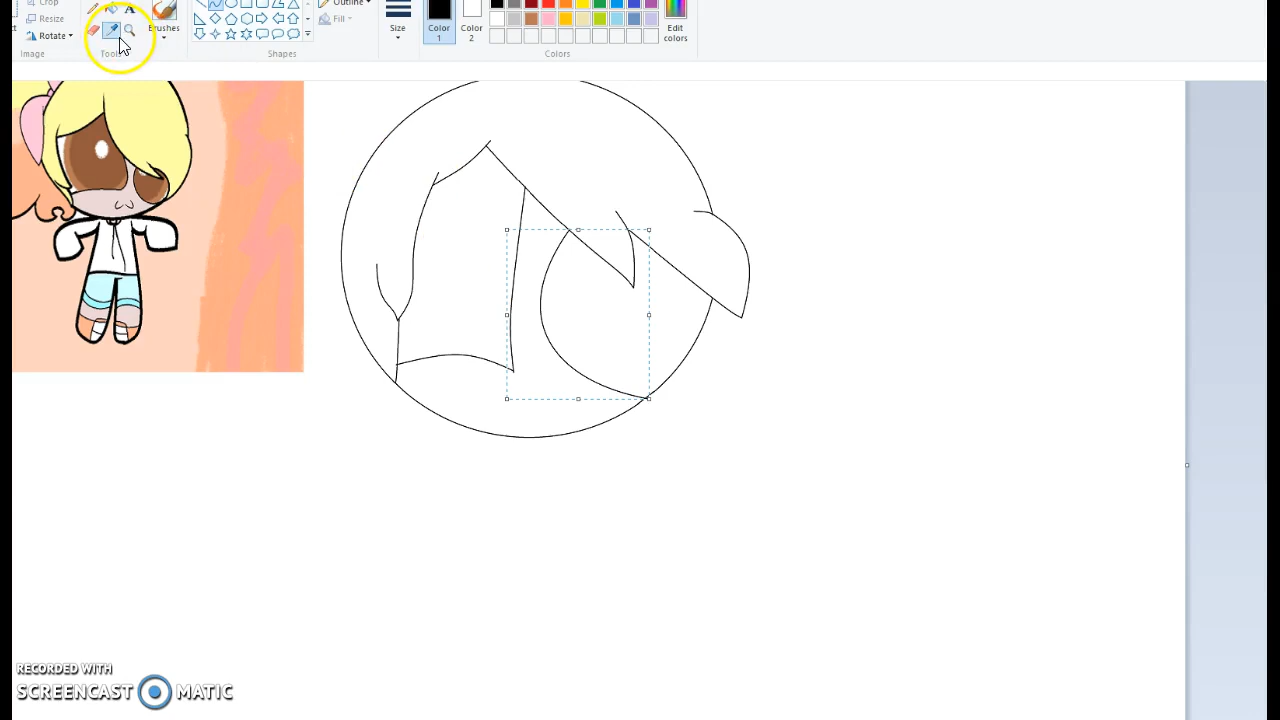 Crop
Outline
Resize
A
Fill
Rotate
Brushes
Size
Color
1
Color
2
Edit
colors
Image
Tools
Shapes
Colors
RECORDED WITH
SCREENCAST MATIC